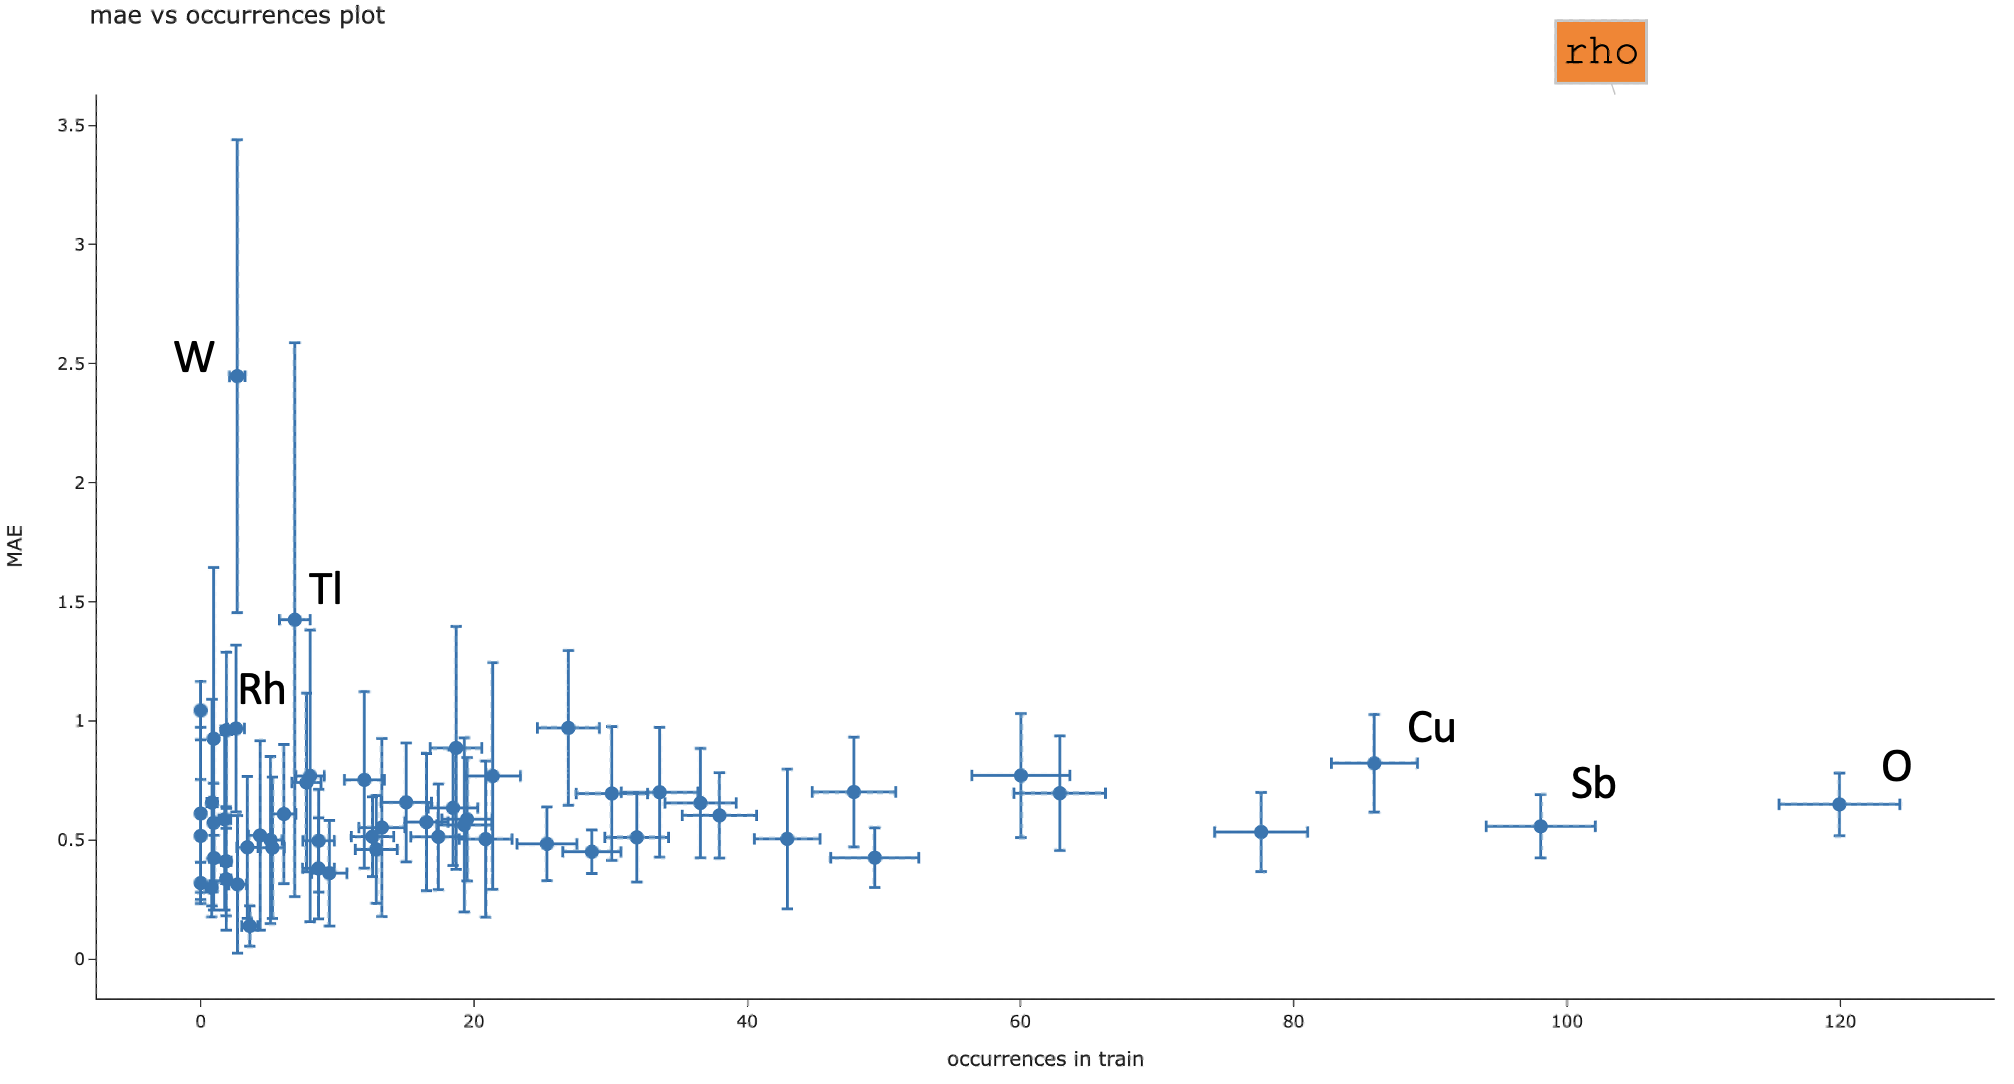 mae vs occurrences plot
rho
3.5
3
2.5
2
1.5
1
0.5
0
MAE
W
Tl
Rh
Cu
Sb
O
0 20 40 60 80 100 120
occurrences in train